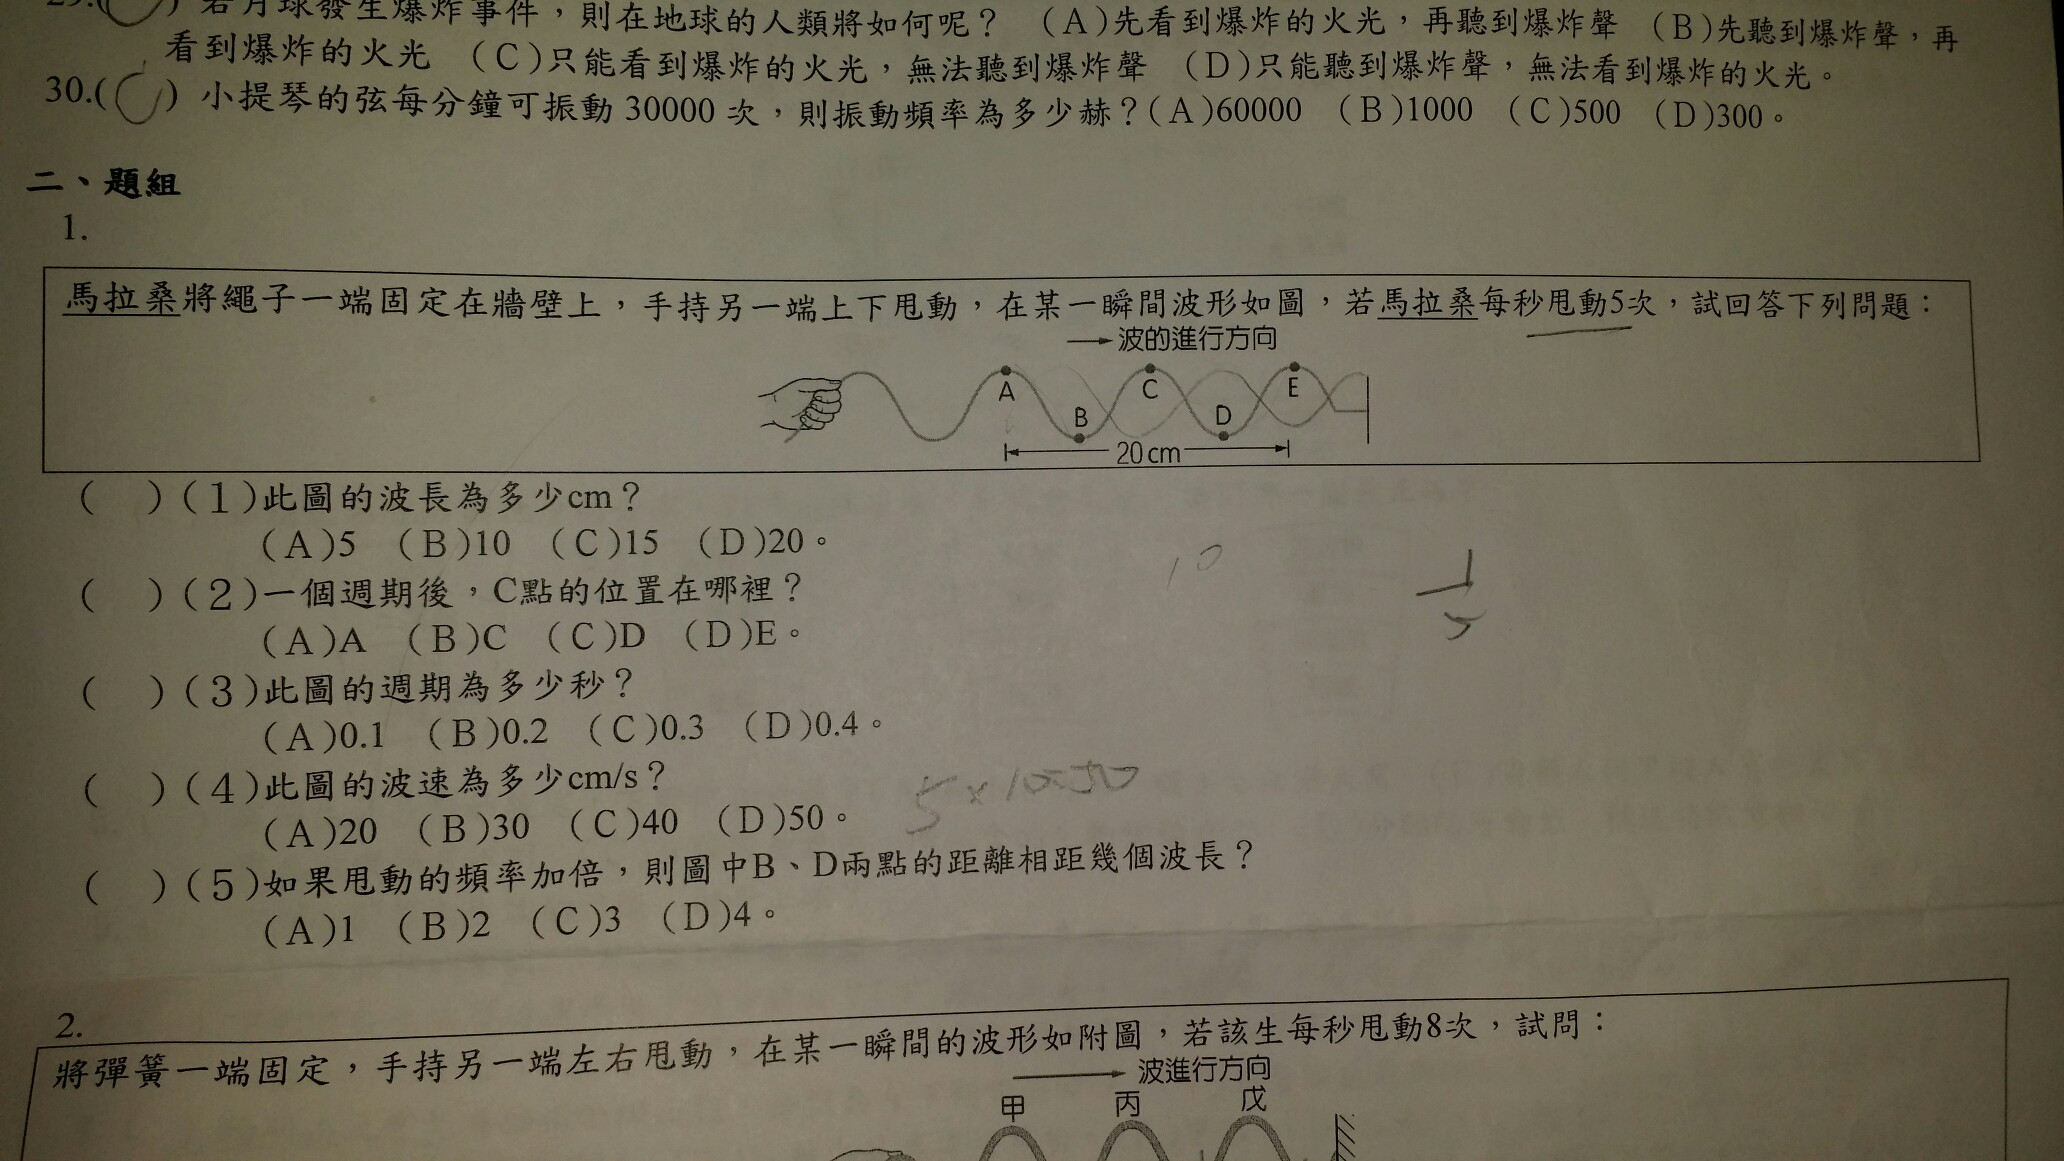 29.( ) 若月球發生爆炸事件，則在地球的人類將如何呢？ (A)先看到爆炸的火光，再聽到爆炸聲 (B)先聽到爆炸聲，再
看到爆炸的火光 (C)只能看到爆炸的火光，無法聽到爆炸聲 (D)只能聽到爆炸聲，無法看到爆炸的火光。
30.(C) 小提琴的弦每分鐘可振動 30000 次，則振動頻率為多少赫？(A)60000 (B)1000 (C)500 (D)300。
二、題組
1.
馬拉桑將繩子一端固定在牆壁上，手持另一端上下甩動，在某一瞬間波形如圖，若馬拉桑每秒甩動5次，試回答下列問題：
波的進行方向
A B C D E
20cm
( )(1)此圖的波長為多少cm？
(A)5 (B)10 (C)15 (D)20。
10
1/5
( )(2)一個週期後，C點的位置在哪裡？
(A)A (B)C (C)D (D)E。
( )(3)此圖的週期為多少秒？
(A)0.1 (B)0.2 (C)0.3 (D)0.4。
( )(4)此圖的波速為多少cm/s？
5×10=50
(A)20 (B)30 (C)40 (D)50。
( )(5)如果甩動的頻率加倍，則圖中B、D兩點的距離相距幾個波長？
(A)1 (B)2 (C)3 (D)4。
2.
將彈簧一端固定，手持另一端左右甩動，在某一瞬間的波形如附圖，若該生每秒甩動8次，試問：
波進行方向
甲 丙 戊